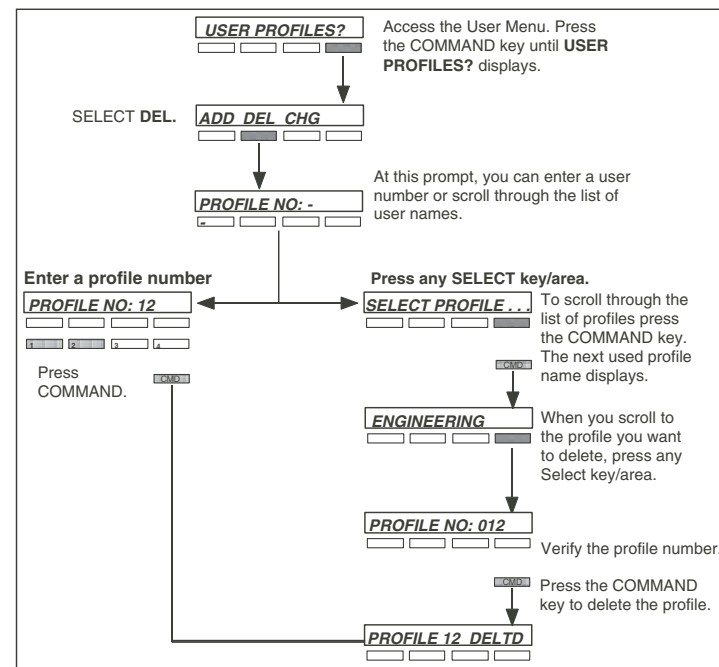 USER PROFILES?
Access the User Menu. Press
the COMMAND key until USER
PROFILES? displays.
SELECT DEL.
ADD DEL CHG
At this prompt, you can enter a user
number or scroll through the list of
user names.
PROFILE NO: -
-
Enter a profile number
PROFILE NO: 12
1 2 3 4
Press
COMMAND.
CMD
Press any SELECT key/area.
SELECT PROFILE . . .
To scroll through the
list of profiles press
the COMMAND key.
The next used profile
name displays.
CMD
ENGINEERING
When you scroll to
the profile you want
to delete, press any
Select key/area.
PROFILE NO: 012
Verify the profile number.
CMD
Press the COMMAND
key to delete the profile.
PROFILE 12 DELTD